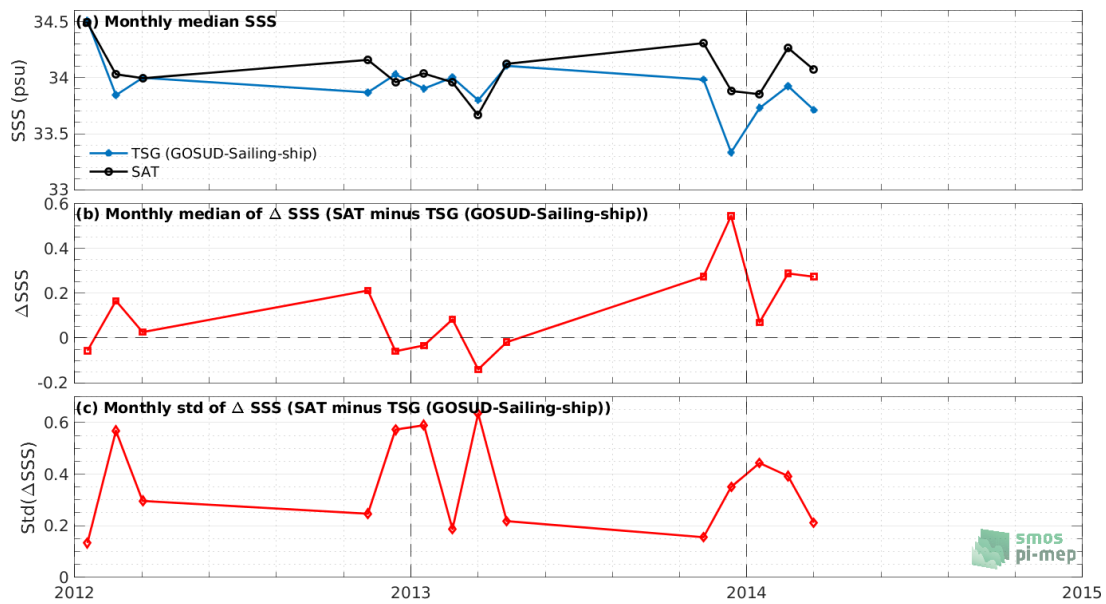 (a) Monthly median SSS
34.5
34
33.5
33
SSS (psu)
TSG (GOSUD-Sailing-ship)
SAT
(b) Monthly median of Δ SSS (SAT minus TSG (GOSUD-Sailing-ship))
0.6
0.4
0.2
0
-0.2
ΔSSS
(c) Monthly std of Δ SSS (SAT minus TSG (GOSUD-Sailing-ship))
0.6
0.4
0.2
0
Std(ΔSSS)
smos
pi-mep
2012
2013
2014
2015